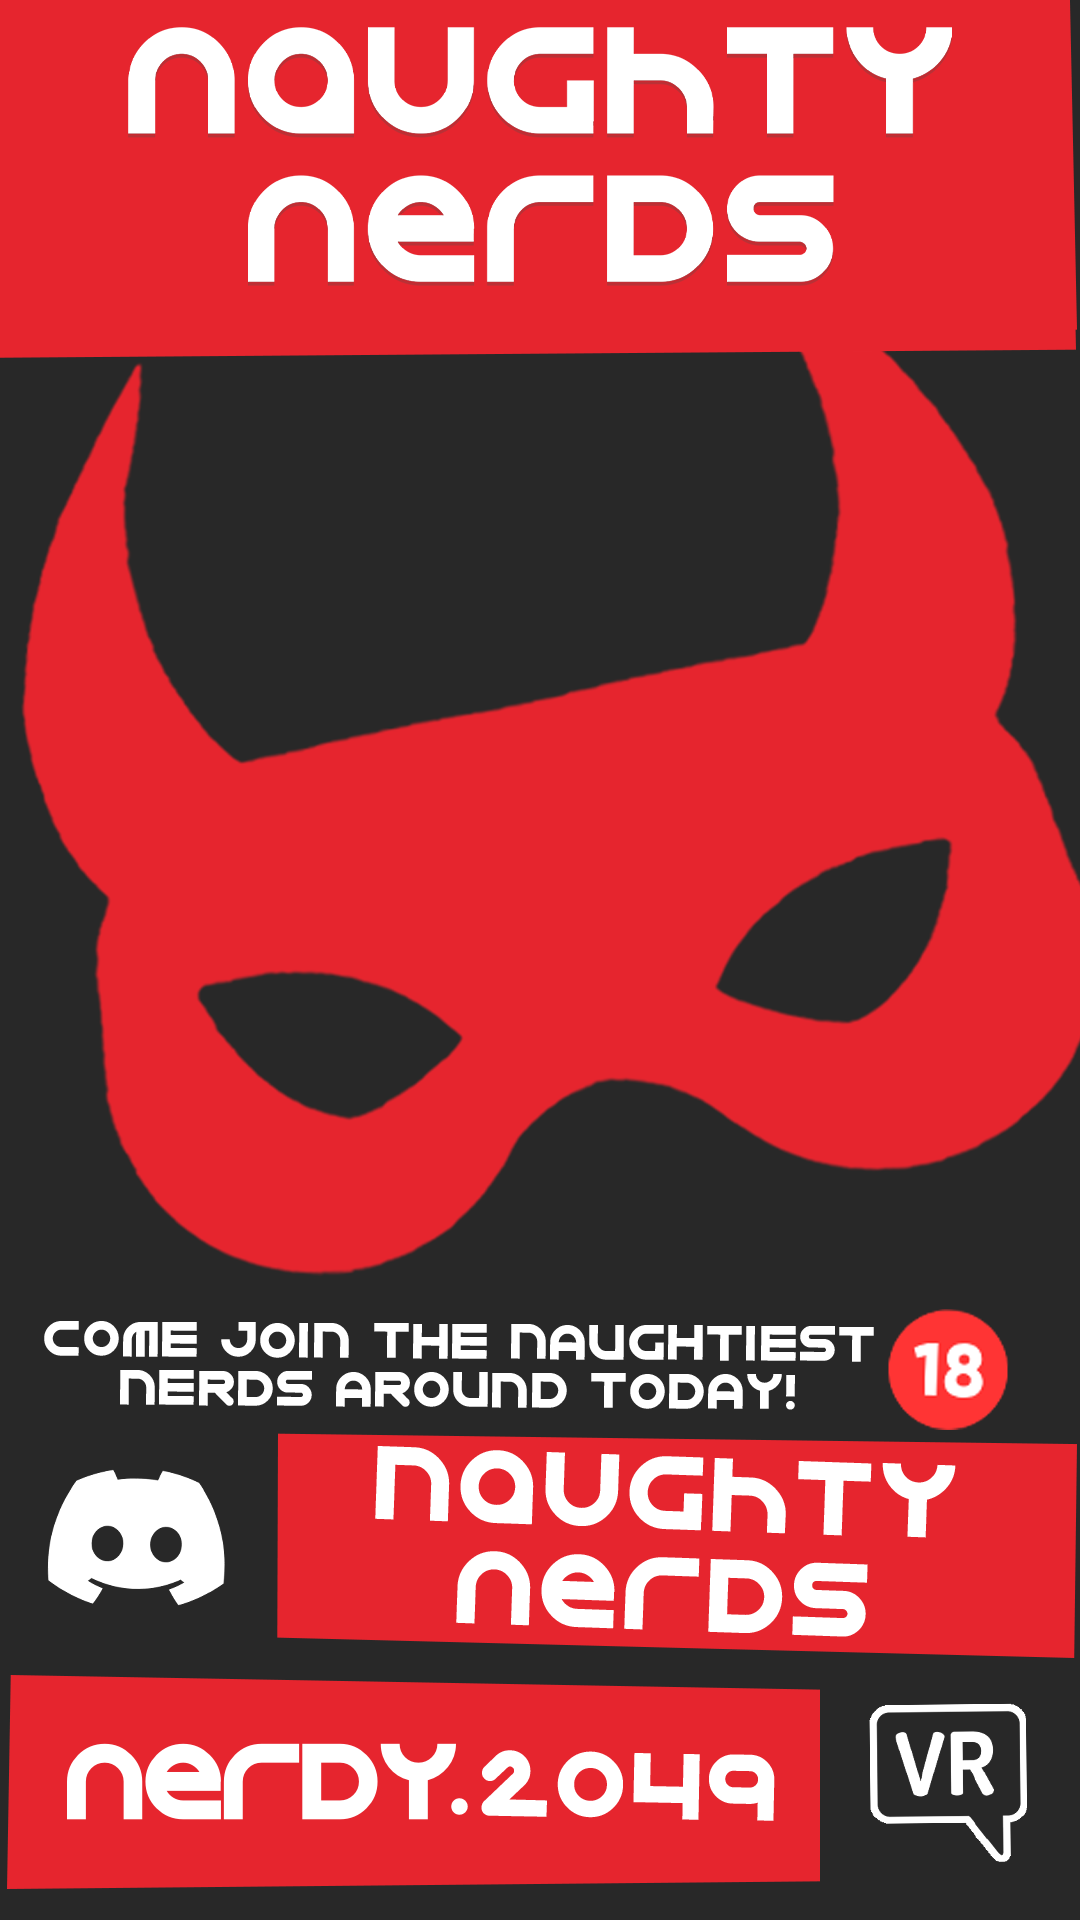 NAUGHTY
NERDS
COME JOIN THE NAUGHTIEST
NERDS AROUND TODAY!
18
NAUGHTY
NERDS
NERDY.2049
VR